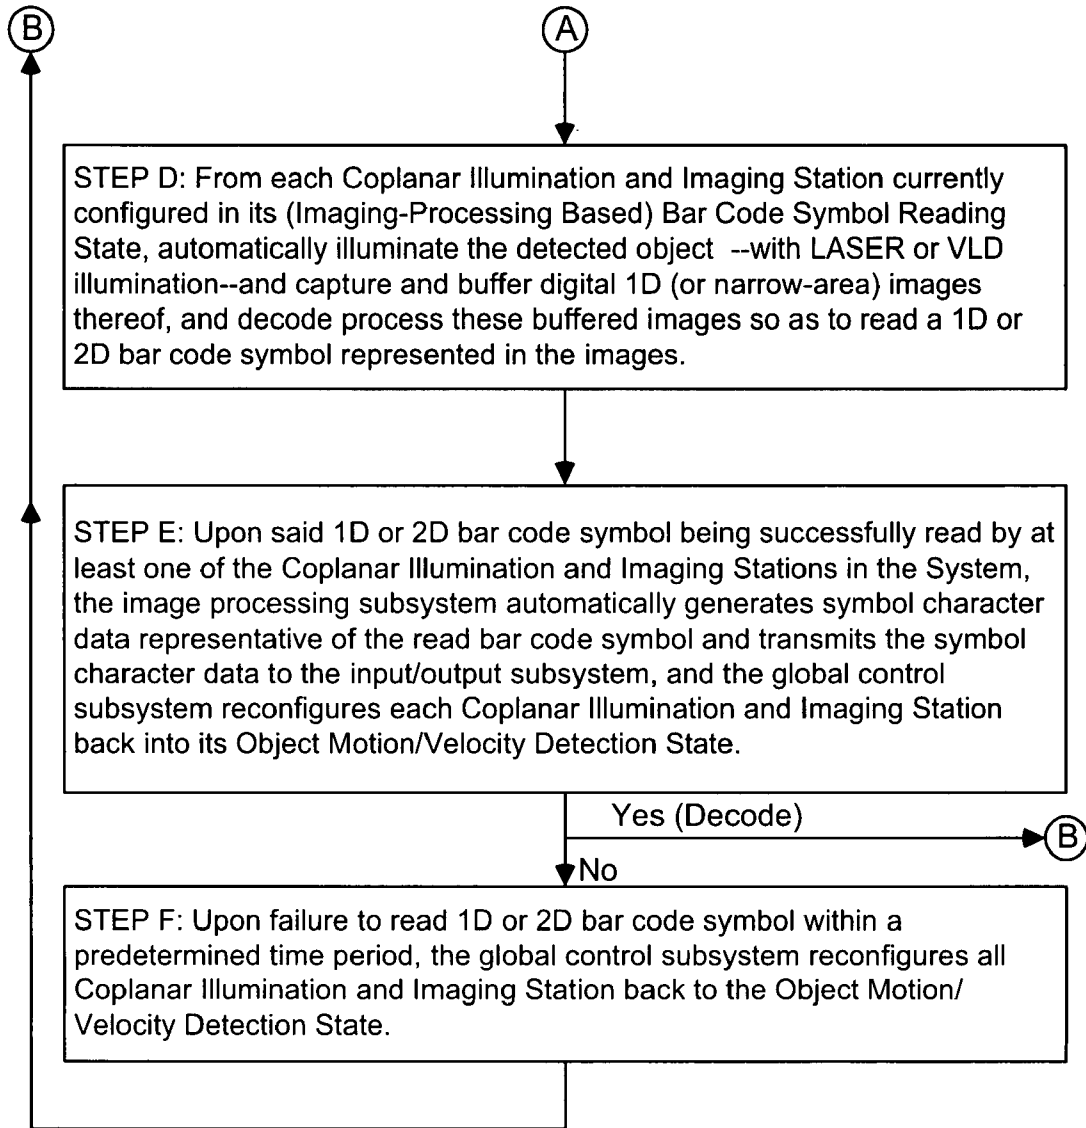 B
A
STEP D: From each Coplanar Illumination and Imaging Station currently
configured in its (Imaging-Processing Based) Bar Code Symbol Reading
State, automatically illuminate the detected object --with LASER or VLD
illumination--and capture and buffer digital 1D (or narrow-area) images
thereof, and decode process these buffered images so as to read a 1D or
2D bar code symbol represented in the images.
STEP E: Upon said 1D or 2D bar code symbol being successfully read by at
least one of the Coplanar Illumination and Imaging Stations in the System,
the image processing subsystem automatically generates symbol character
data representative of the read bar code symbol and transmits the symbol
character data to the input/output subsystem, and the global control
subsystem reconfigures each Coplanar Illumination and Imaging Station
back into its Object Motion/Velocity Detection State.
Yes (Decode)
B
No
STEP F: Upon failure to read 1D or 2D bar code symbol within a
predetermined time period, the global control subsystem reconfigures all
Coplanar Illumination and Imaging Station back to the Object Motion/
Velocity Detection State.